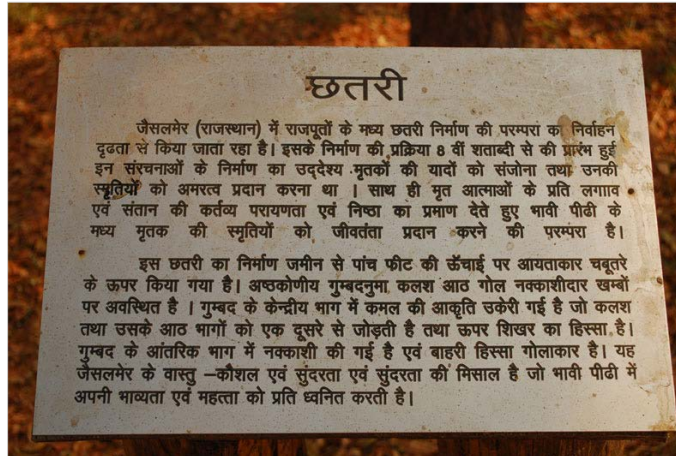 छतरी
जैसलमेर (राजस्थान) में राजपूतों के मध्य छतरी निर्माण की परम्परा का निर्वाहन
दृढता से किया जाता रहा है। इसके निर्माण की प्रक्रिया 8 वीं शताब्दी से की प्रारंभ हुई
इन संरचनाओं के निर्माण का उद्देश्य मृतकों की यादों को संजोना तथा उनकी
स्मृतियों को अमरत्व प्रदान करना था । साथ ही मृत आत्माओं के प्रति लगाव
एवं संतान की कर्तव्य परायणता एवं निष्ठा का प्रमाण देते हुए भावी पीढी के
मध्य मृतक की स्मृतियों को जीवतंता प्रदान करने की परम्परा है।
इस छतरी का निर्माण जमीन से पांच फीट की ऊॅचाई पर आयताकार चबूतरे
के ऊपर किया गया है। अष्ठकोणीय गुम्बदनुमा कलश आठ गोल नक्काशीदार खम्बों
पर अवस्थित है । गुम्बद के केन्द्रीय भाग में कमल की आकृति उकेरी गई है जो कलश
तथा उसके आठ भागों को एक दूसरे से जोड़ती है तथा ऊपर शिखर का हिस्सा है।
गुम्बद के आंतरिक भाग में नक्काशी की गई है एवं बाहरी हिस्सा गोलाकार है। यह
जैसलमेर के वास्तु –कौशल एवं सुंदरता एवं सुंदरता की मिसाल है जो भावी पीढी में
अपनी भाव्यता एवं महत्ता को प्रति ध्वनित करती है।